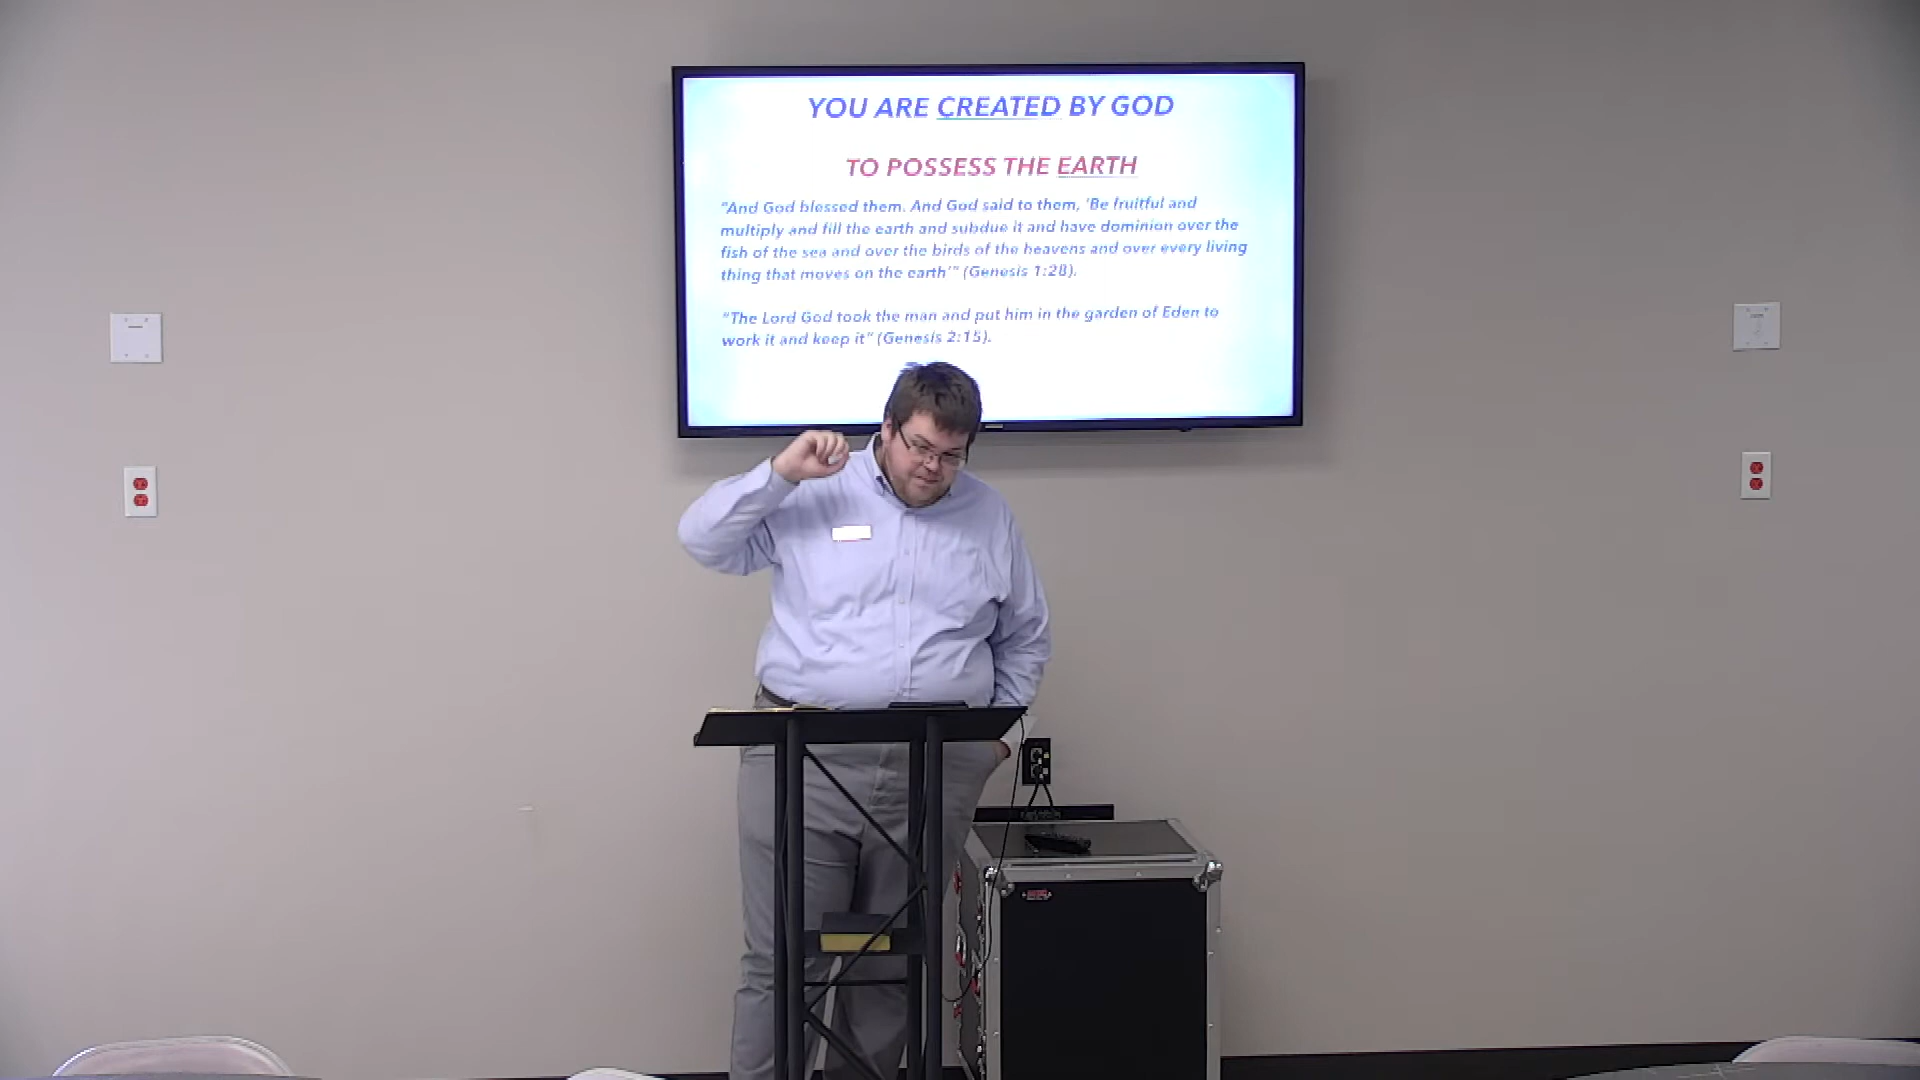 YOU ARE CREATED BY GOD
TO POSSESS THE EARTH
“And God blessed them. And God said to them, ‘Be fruitful and
multiply and fill the earth and subdue it and have dominion over the
fish of the sea and over the birds of the heavens and over every living
thing that moves on the earth’” (Genesis 1:28).
“The Lord God took the man and put him in the garden of Eden to
work it and keep it” (Genesis 2:15).